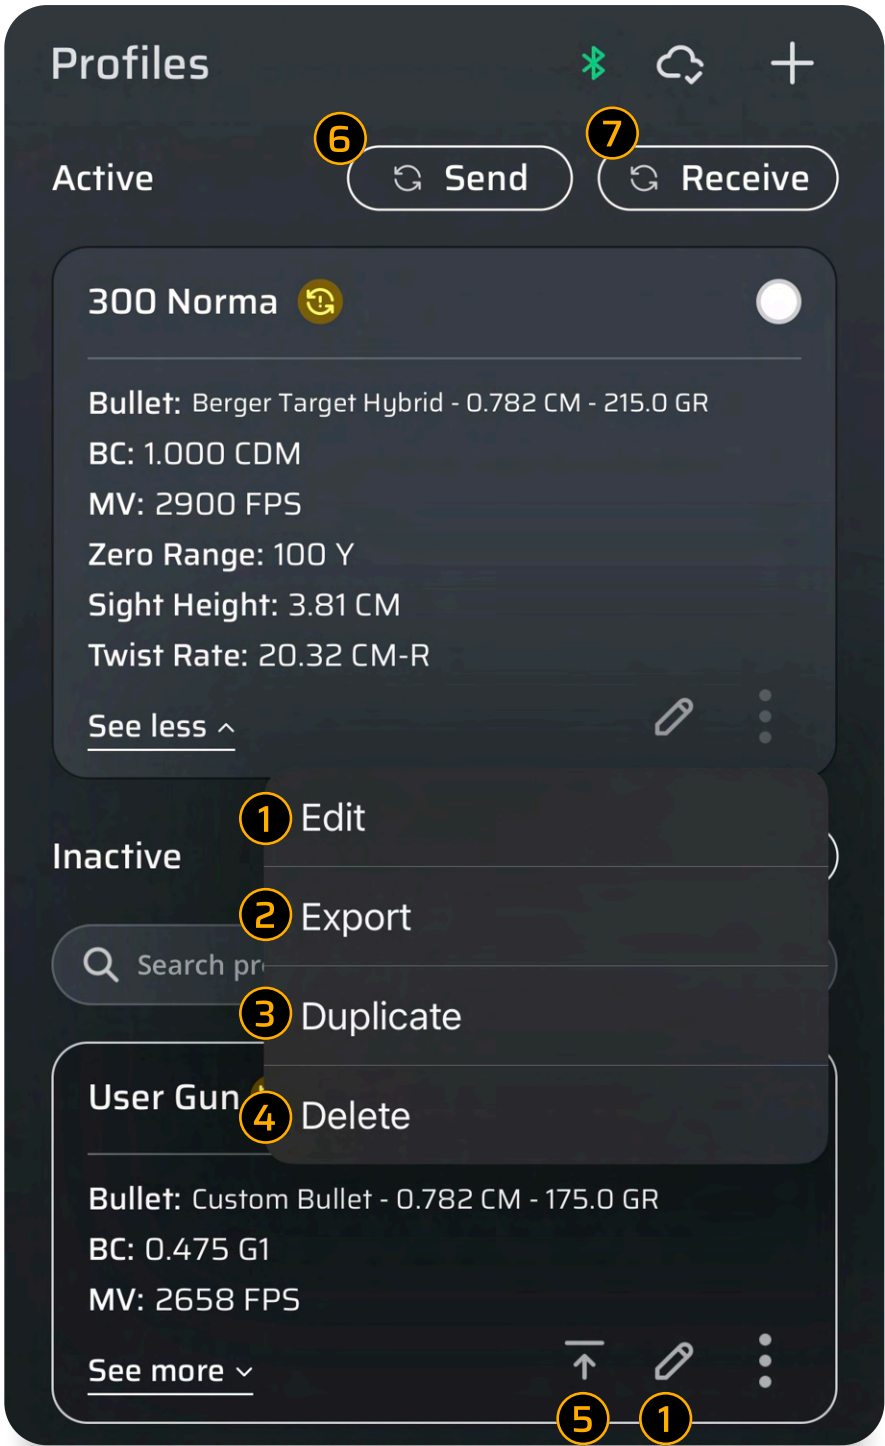 Profiles
6 7
Active Send Receive
300 Norma
Bullet: Berger Target Hybrid - 0.782 CM - 215.0 GR
BC: 1.000 CDM
MV: 2900 FPS
Zero Range: 100 Y
Sight Height: 3.81 CM
Twist Rate: 20.32 CM-R
See less
1 Edit
Inactive
2 Export
Search pr
3 Duplicate
User Gun
4 Delete
Bullet: Custom Bullet - 0.782 CM - 175.0 GR
BC: 0.475 G1
MV: 2658 FPS
See more
5 1